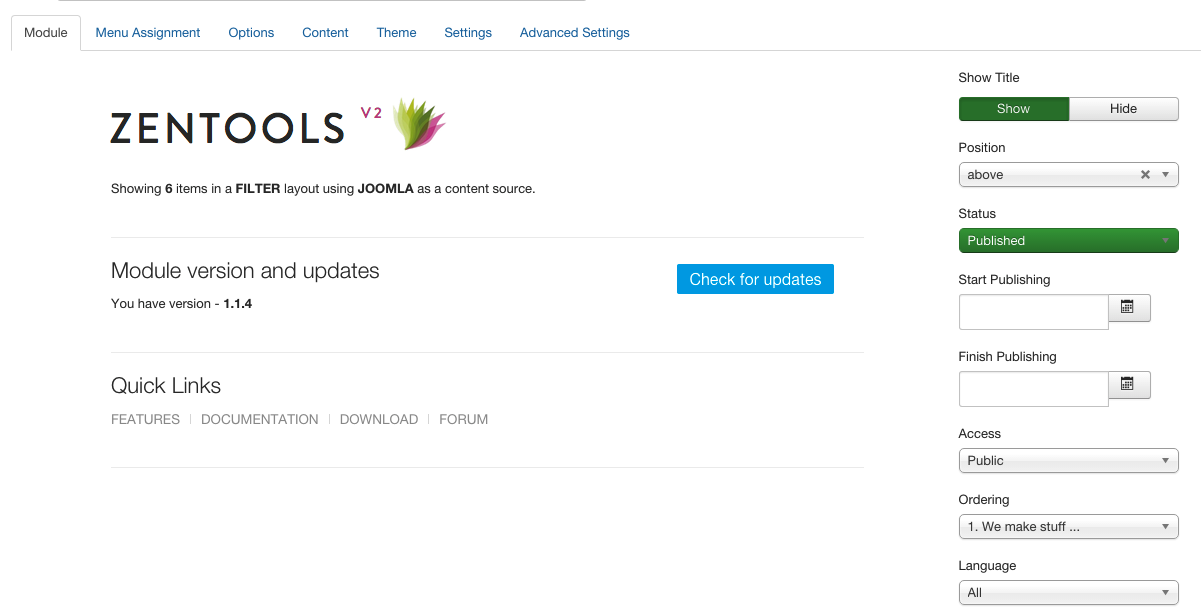 Module Menu Assignment Options Content Theme Settings Advanced Settings
ZENTOOLS V2
Showing 6 items in a FILTER layout using JOOMLA as a content source.
Module version and updates
Check for updates
You have version - 1.1.4
Quick Links
FEATURES DOCUMENTATION DOWNLOAD FORUM
Show Title
Show Hide
Position
above
Status
Published
Start Publishing
Finish Publishing
Access
Public
Ordering
1. We make stuff ...
Language
All